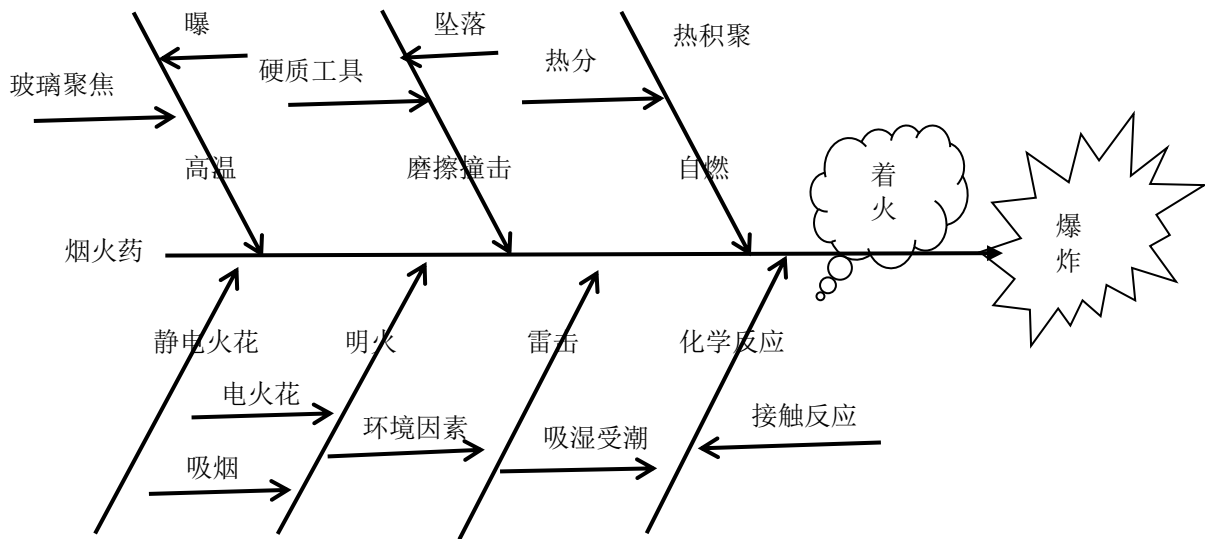 曝
坠落
热积聚
玻璃聚焦
硬质工具
热分
高温
磨擦撞击
自燃
着
火
烟火药
爆
炸
静电火花
明火
雷击
化学反应
电火花
环境因素
吸湿受潮
接触反应
吸烟